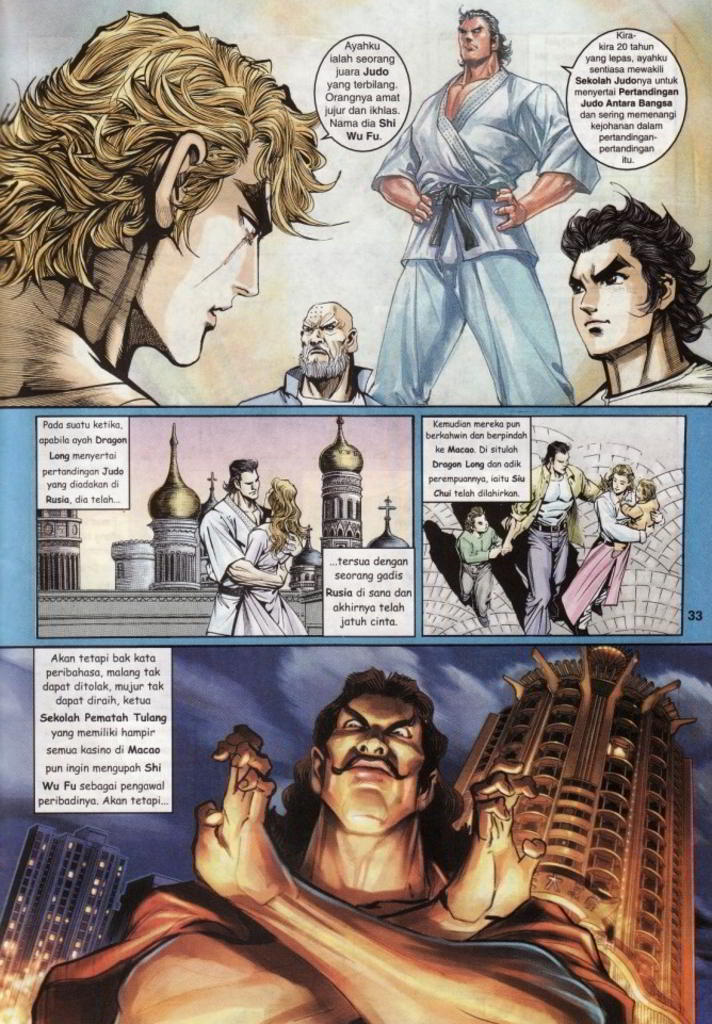 Ayahku
ialah seorang
juara Judo
yang terbilang.
Orangnya amat
jujur dan ikhlas.
Nama dia Shi
Wu Fu.
Kira-
kira 20 tahun
yang lepas, ayahku
sentiasa mewakili
Sekolah Judonya untuk
menyertai Pertandingan
Judo Antara Bangsa
dan sering memenangi
kejohanan dalam
pertandingan-
pertandingan
itu.
Pada suatu ketika,
apabila ayah Dragon
Long menyertai
pertandingan Judo
yang diadakan di
Rusia, dia telah...
...tersua dengan
seorang gadis
Rusia di sana dan
akhirnya telah
jatuh cinta.
Kemudian mereka pun
berkahwin dan berpindah
ke Macao. Di situlah
Dragon Long dan adik
perempuannya, iaitu Siu
Chui telah dilahirkan.
33
Akan tetapi bak kata
peribahasa, malang tak
dapat ditolak, mujur tak
dapat diraih, ketua
Sekolah Pematah Tulang
yang memiliki hampir
semua kasino di Macao
pun ingin mengupah Shi
Wu Fu sebagai pengawal
peribadinya. Akan tetapi...